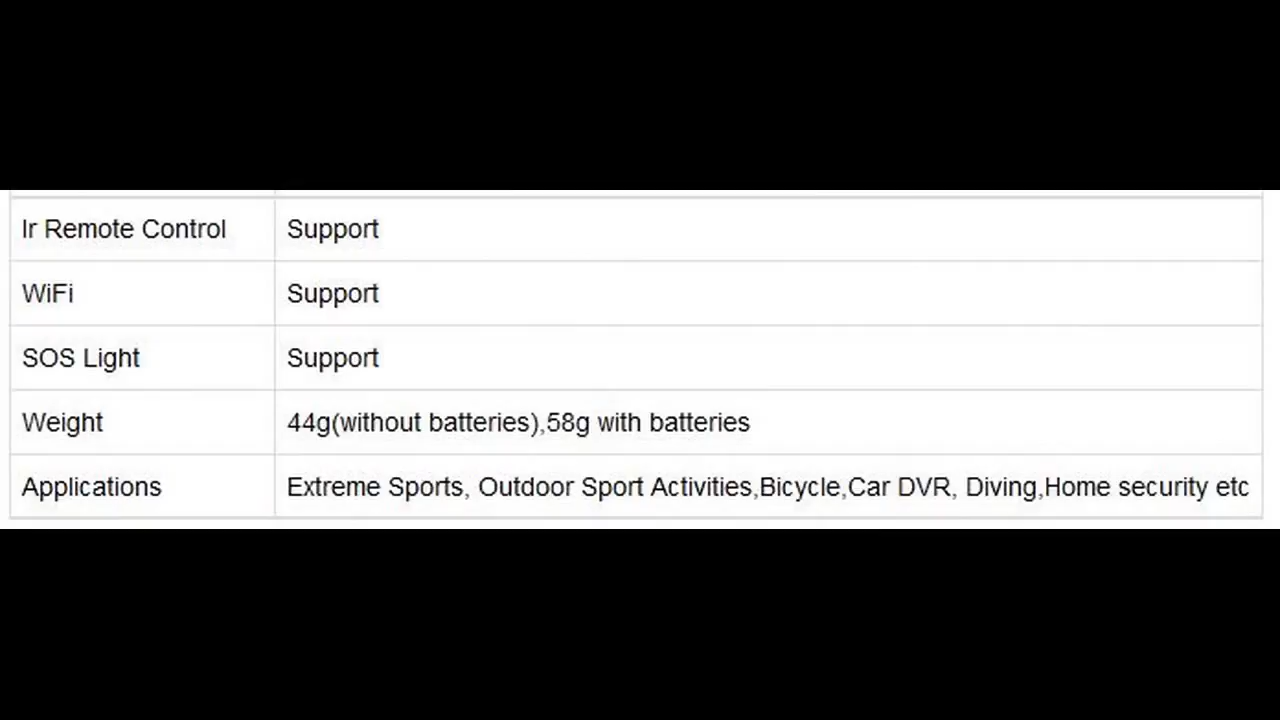 Ir Remote Control Support
WiFi Support
SOS Light Support
Weight 44g(without batteries),58g with batteries
Applications Extreme Sports, Outdoor Sport Activities,Bicycle,Car DVR, Diving,Home security etc